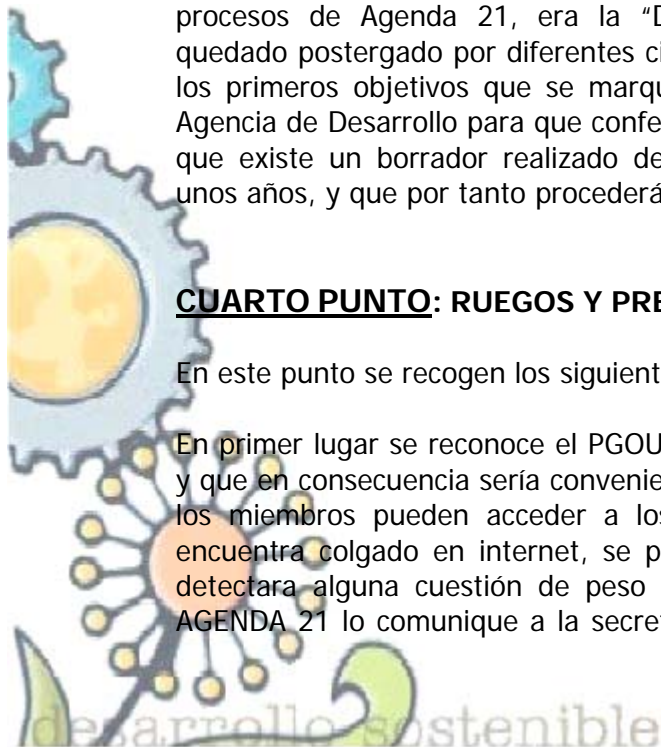 procesos de Agenda 21, era la "D
quedado postergado por diferentes ci
los primeros objetivos que se marqu
Agencia de Desarrollo para que confe
que existe un borrador realizado de
unos años, y que por tanto procederá
CUARTO PUNTO: RUEGOS Y PRE
En este punto se recogen los siguient
En primer lugar se reconoce el PGOU
y que en consecuencia sería convenie
los miembros pueden acceder a los
encuentra colgado en internet, se p
detectara alguna cuestión de peso
AGENDA 21 lo comunique a la secret
desarrollo sostenible